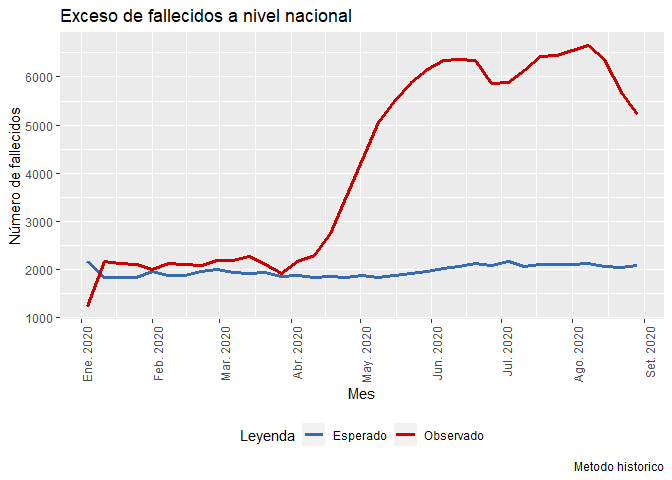 Exceso de fallecidos a nivel nacional
Número de fallecidos
6000
5000
4000
3000
2000
1000
Ene. 2020
Feb. 2020
Mar. 2020
Abr. 2020
May. 2020
Jun. 2020
Jul. 2020
Ago. 2020
Set. 2020
Mes
Leyenda Esperado Observado
Metodo historico